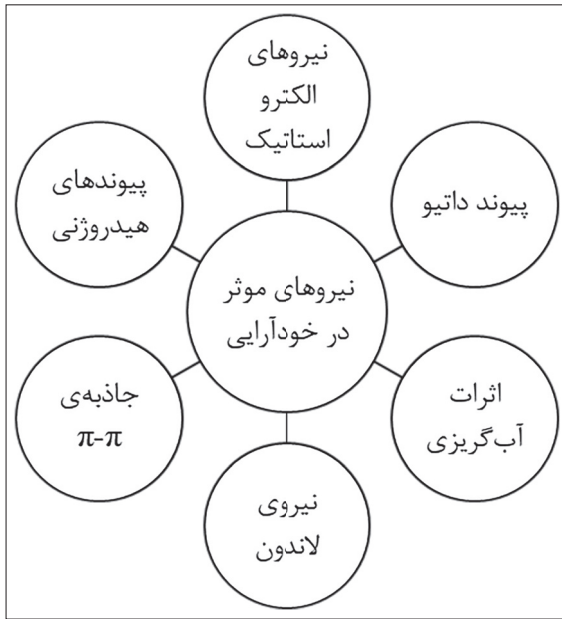 نیروهای
الکترو
استاتیک
پیوند داتیو
پیوندهای
هیدروژنی
نیروهای موثر
در خودآرایی
اثرات
آب‌گریزی
جاذبه‌ی
π-π
نیروی
لاندون